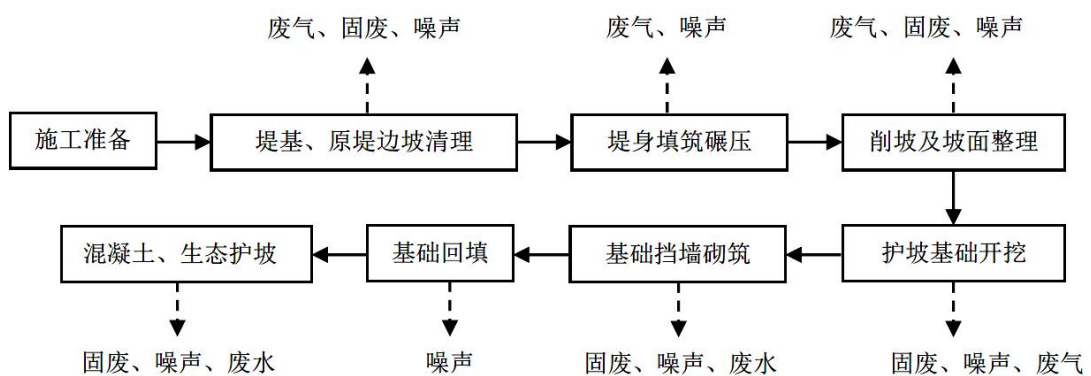 废气、固废、噪声
废气、噪声
废气、固废、噪声
施工准备
堤基、原堤边坡清理
堤身填筑碾压
削坡及坡面整理
混凝土、生态护坡
基础回填
基础挡墙砌筑
护坡基础开挖
固废、噪声、废水
噪声
固废、噪声、废水
固废、噪声、废气